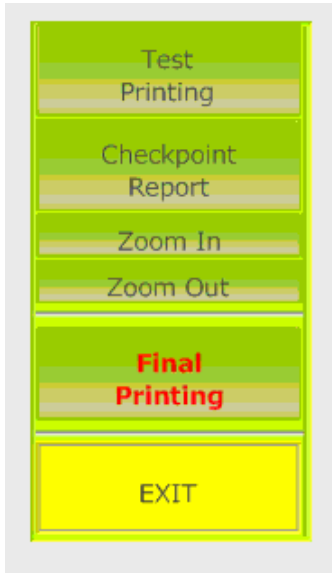 Test
Printing
Checkpoint
Report
Zoom In
Zoom Out
Final
Printing
EXIT